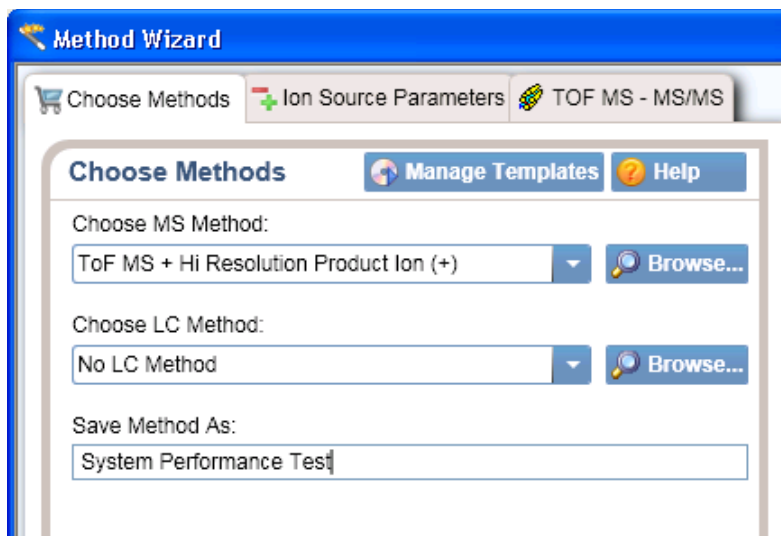 Method Wizard
Choose Methods Ion Source Parameters TOF MS - MS/MS
Choose Methods Manage Templates Help
Choose MS Method:
ToF MS + Hi Resolution Product Ion (+) Browse...
Choose LC Method:
No LC Method Browse...
Save Method As:
System Performance Test